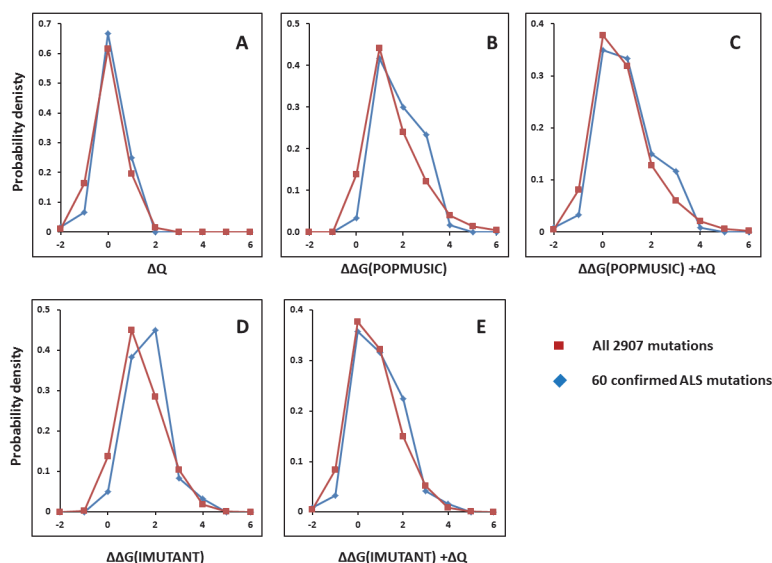 A
Probability denisty
0.7
0.6
0.5
0.4
0.3
0.2
0.1
0
-2 0 2 4 6
ΔQ
B
0.5
0.4
0.3
0.2
0.1
0.0
-2 0 2 4 6
ΔΔG(POPMUSIC)
C
0.4
0.3
0.2
0.1
0
-2 0 2 4 6
ΔΔG(POPMUSIC) +ΔQ
D
Probability density
0.5
0.4
0.3
0.2
0.1
0
-2 0 2 4 6
ΔΔG(IMUTANT)
E
0.4
0.3
0.2
0.1
0
-2 0 2 4 6
ΔΔG(IMUTANT) +ΔQ
All 2907 mutations
60 confirmed ALS mutations